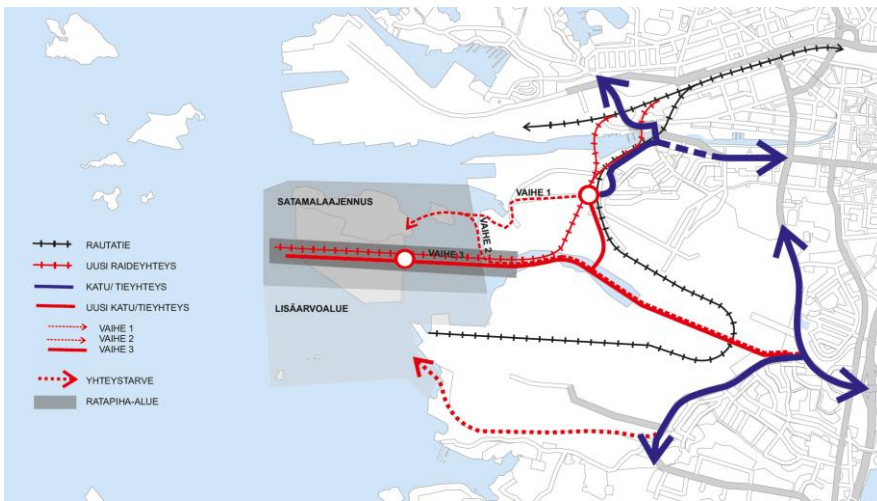 SATAMALAAJENNUS
VAIHE 1
VAIHE 2
VAIHE 3
LISÄARVOALUE
RAUTATIE
UUSI RAIDEYHTEYS
KATU/ TIEYHTEYS
UUSI KATU/TIEYHTEYS
VAIHE 1
VAIHE 2
VAIHE 3
YHTEYSTARVE
RATAPIHA-ALUE